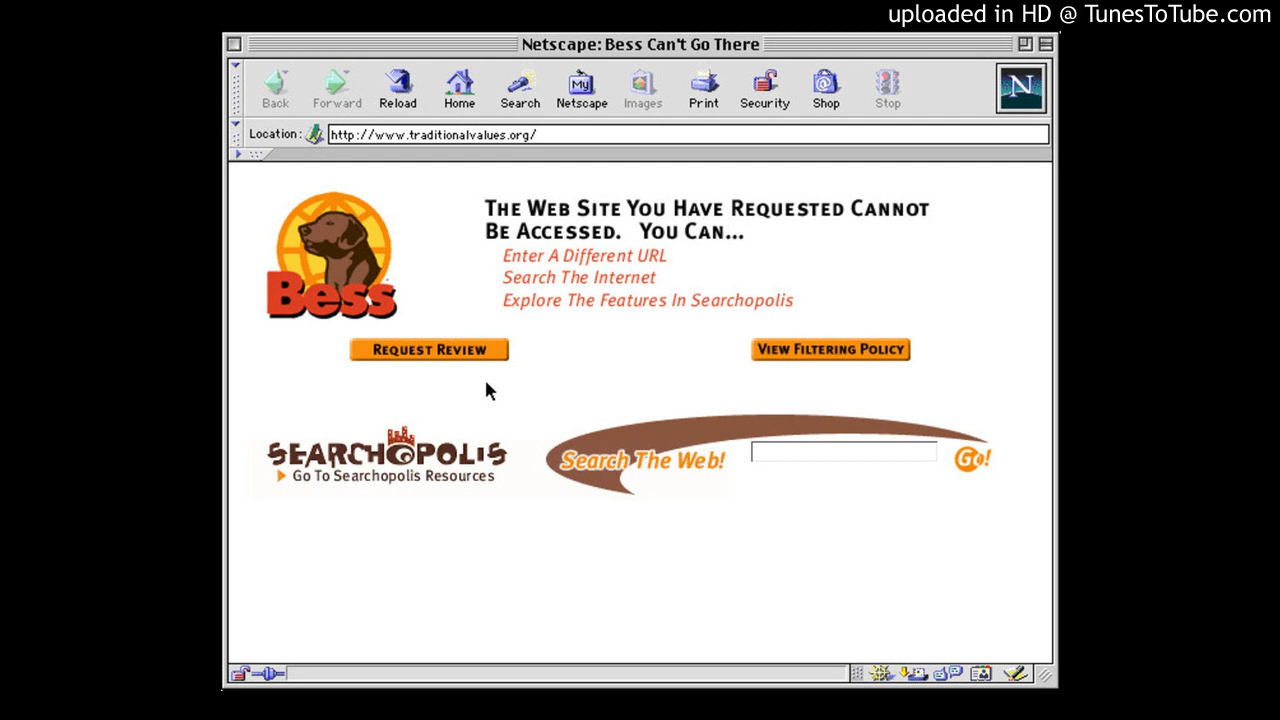 uploaded in HD @ TunesToTube.com
Netscape: Bess Can't Go There
Back Forward Reload Home Search Netscape Images Print Security Shop Stop
My
N
Location: http://www.traditionalvalues.org/
Bess
The Web Site You Have Requested Cannot
Be Accessed. You Can...
Enter A Different URL
Search The Internet
Explore The Features In Searchopolis
Request Review
View Filtering Policy
SEARCHOPOLIS
Go To Searchopolis Resources
Search The Web!
Go!